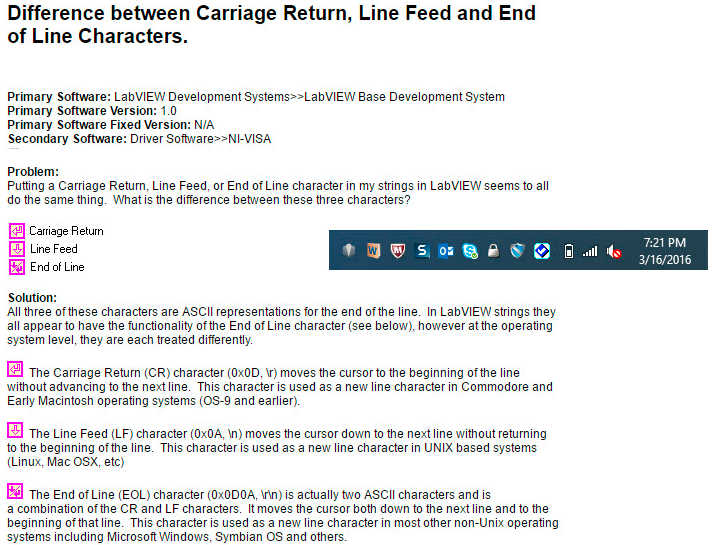 Difference between Carriage Return, Line Feed and End
of Line Characters.
Primary Software: LabVIEW Development Systems>>LabVIEW Base Development System
Primary Software Version: 1.0
Primary Software Fixed Version: N/A
Secondary Software: Driver Software>>NI-VISA
Problem:
Putting a Carriage Return, Line Feed, or End of Line character in my strings in LabVIEW seems to all
do the same thing.  What is the difference between these three characters?
Carriage Return
Line Feed
End of Line
7:21 PM
3/16/2016
Solution:
All three of these characters are ASCII representations for the end of the line.  In LabVIEW strings they
all appear to have the functionality of the End of Line character (see below), however at the operating
system level, they are each treated differently.
The Carriage Return (CR) character (0x0D, \r) moves the cursor to the beginning of the line
without advancing to the next line.  This character is used as a new line character in Commodore and
Early Macintosh operating systems (OS-9 and earlier).
The Line Feed (LF) character (0x0A, \n) moves the cursor down to the next line without returning
to the beginning of the line.  This character is used as a new line character in UNIX based systems
(Linux, Mac OSX, etc)
The End of Line (EOL) character (0x0D0A, \r\n) is actually two ASCII characters and is
a combination of the CR and LF characters.  It moves the cursor both down to the next line and to the
beginning of that line.  This character is used as a new line character in most other non-Unix operating
systems including Microsoft Windows, Symbian OS and others.